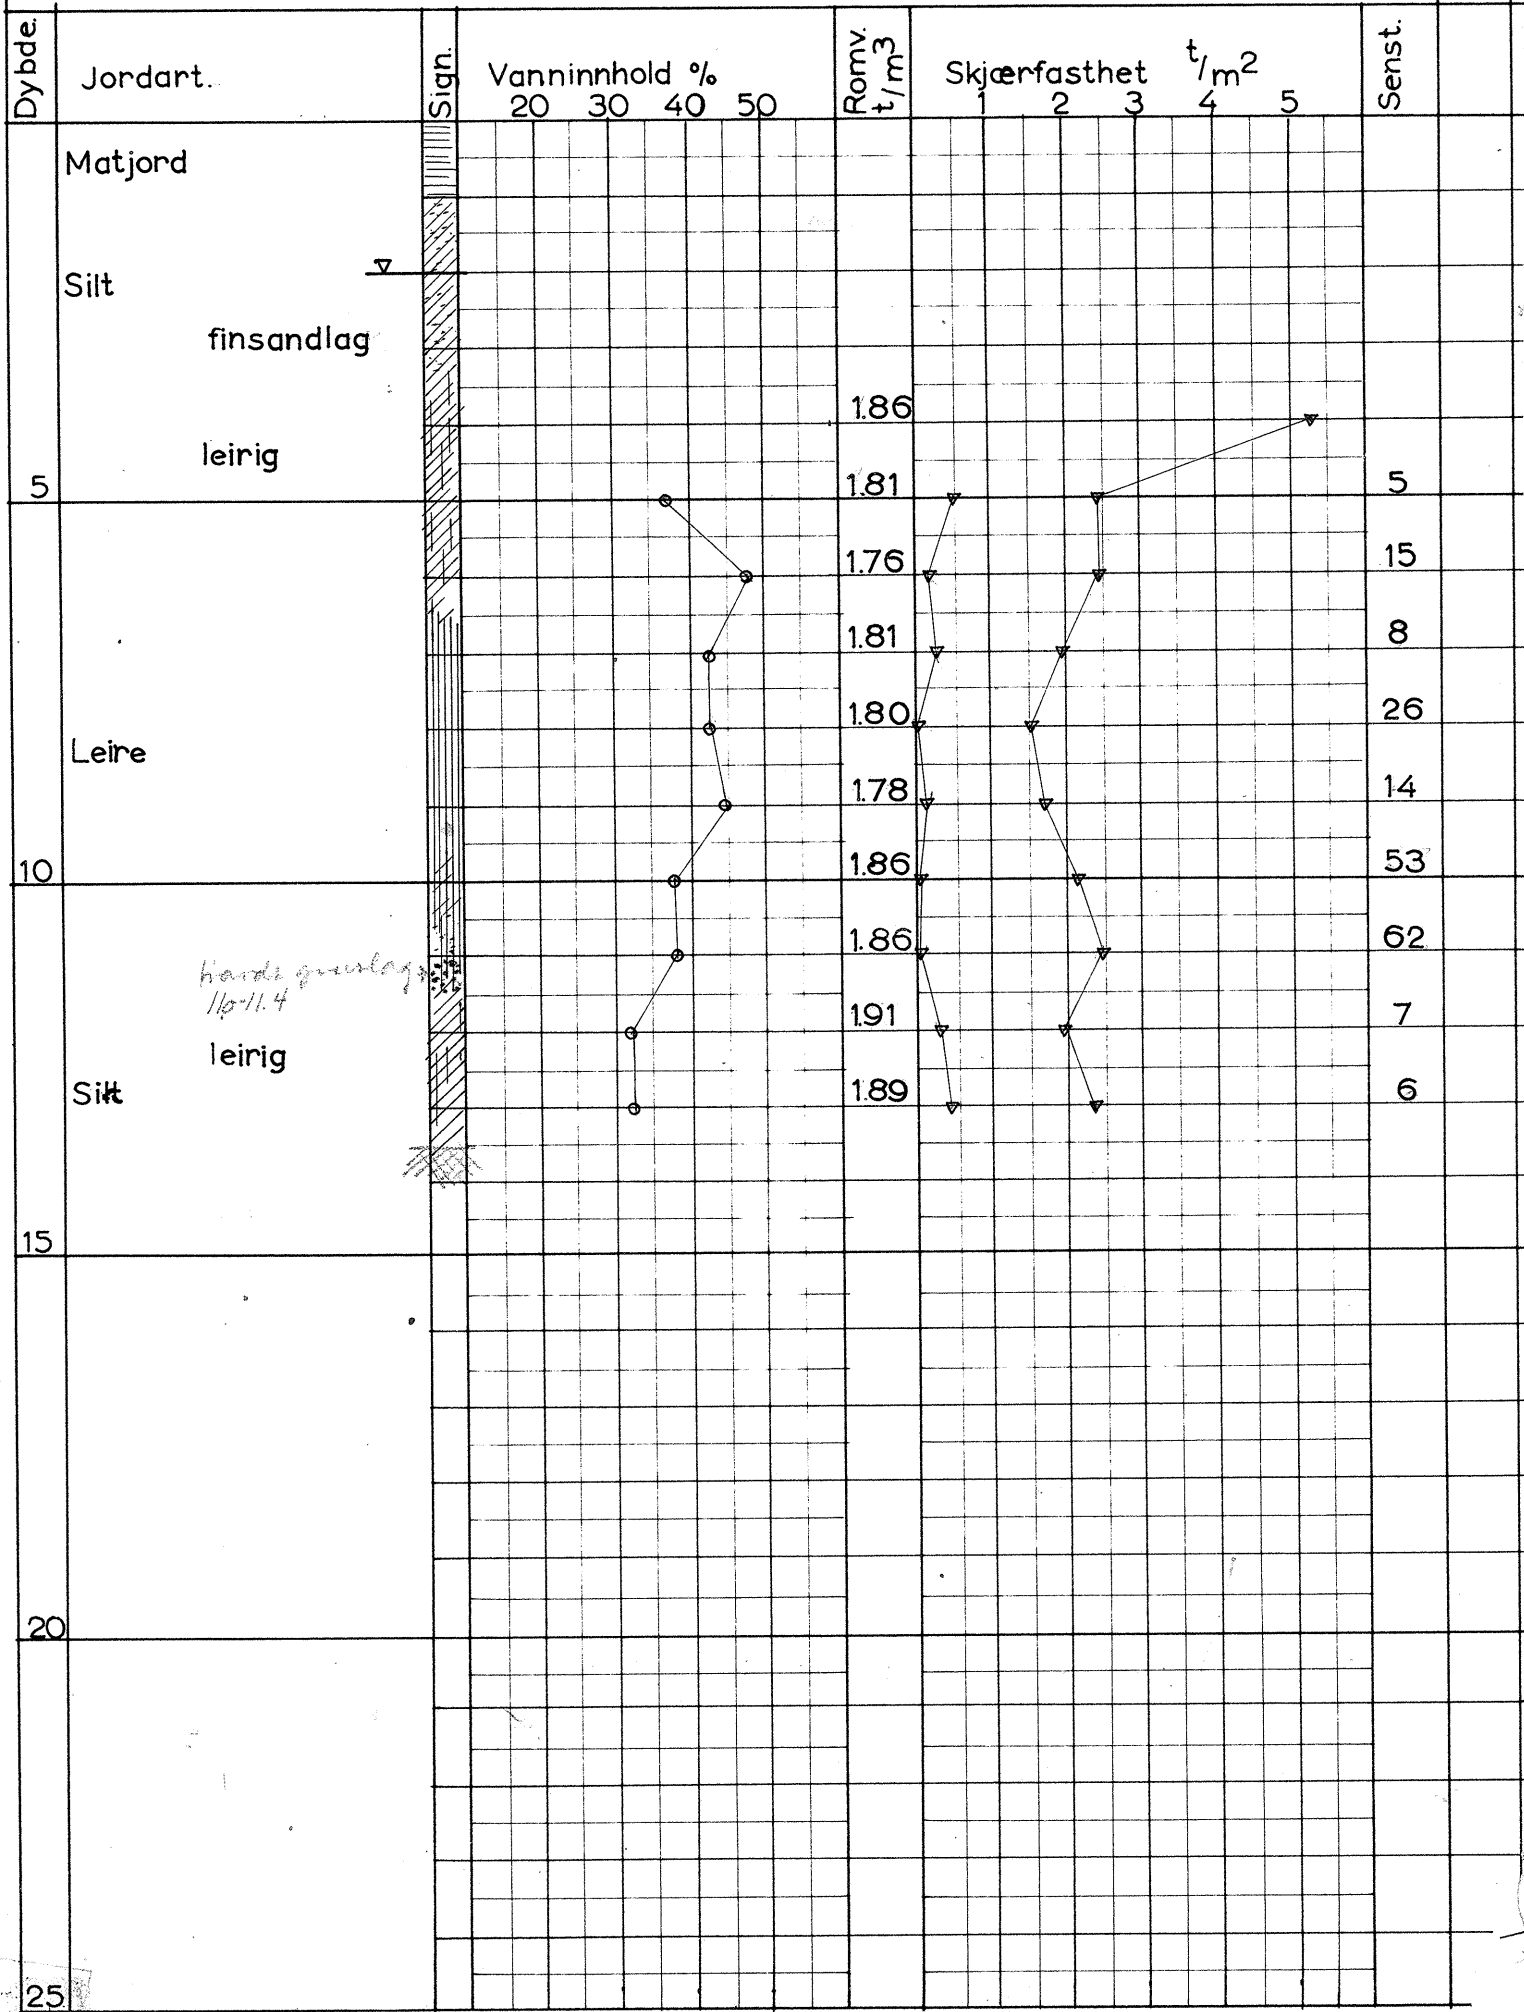 Dybde.
Jordart.
Sign.
Vanninnhold %
20 30 40 50
Romv. t/m3
Skjærfasthet t/m2
1 2 3 4 5
Senst.
Matjord
Silt
finsandlag
1.86
leirig
5 1.81 5
1.76 15
1.81 8
1.80 26
Leire
1.78 14
10 1.86 53
1.86 62
11.4
1.91 7
leirig
Silt 1.89 6
15
20
25